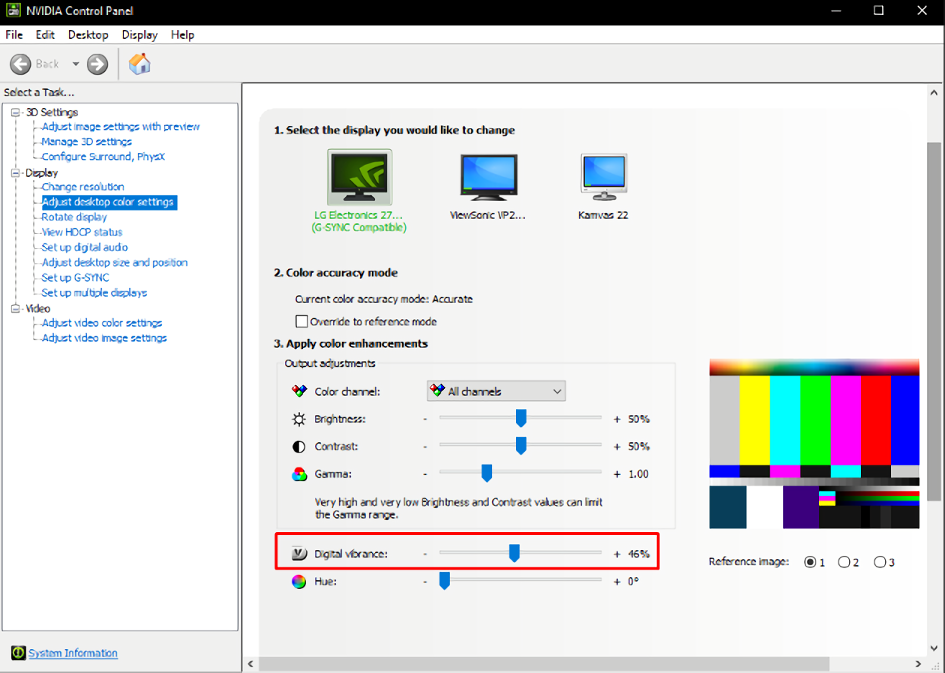 NVIDIA Control Panel
File Edit Desktop Display Help
Back
Select a Task...
3D Settings
Adjust image settings with preview
Manage 3D settings
Configure Surround, PhysX
Display
Change resolution
Adjust desktop color settings
Rotate display
View HDCP status
Set up digital audio
Adjust desktop size and position
Set up G-SYNC
Set up multiple displays
Video
Adjust video color settings
Adjust video image settings
System Information
1. Select the display you would like to change
LG Electronics 27...
(G-SYNC Compatible)
ViewSonic VP2...
Kamvas 22
2. Color accuracy mode
Current color accuracy mode: Accurate
Override to reference mode
3. Apply color enhancements
Output adjustments
Color channel: All channels
Brightness: - + 50%
Contrast: - + 50%
Gamma: - + 1.00
Very high and very low Brightness and Contrast values can limit
the Gamma range.
Digital vibrance: - + 46%
Hue: - + 0°
Reference image: 1 2 3